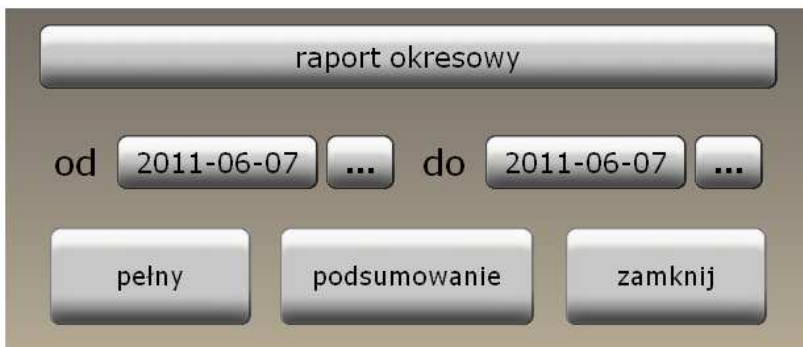 raport okresowy
od 2011-06-07 ... do 2011-06-07 ...
pełny podsumowanie zamknij